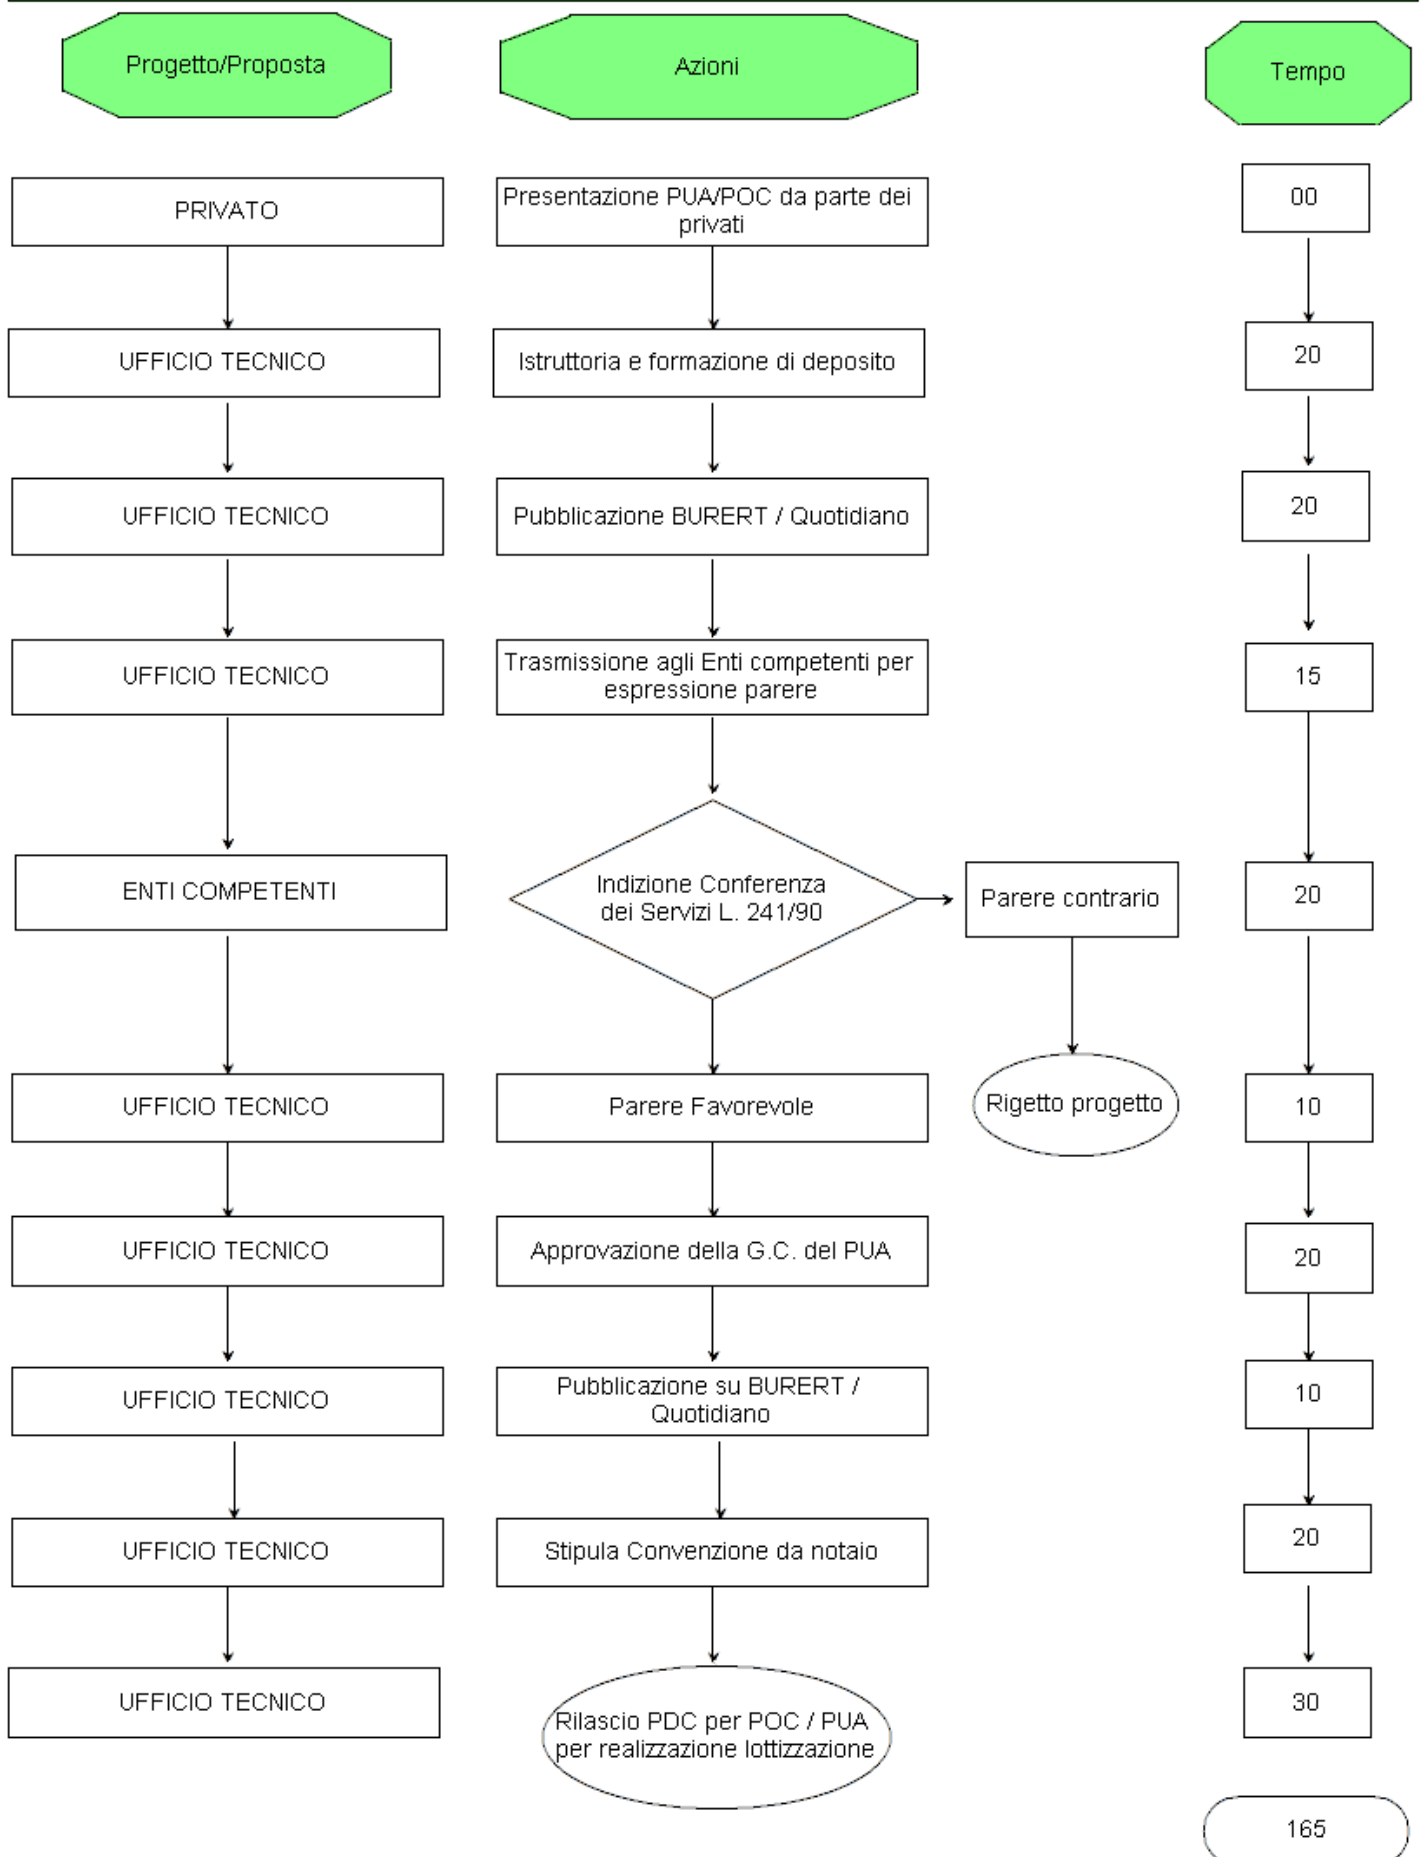 Progetto/Proposta
Azioni
Tempo
PRIVATO
Presentazione PUA/POC da parte dei
privati
00
UFFICIO TECNICO
Istruttoria e formazione di deposito
20
UFFICIO TECNICO
Pubblicazione BURERT / Quotidiano
20
UFFICIO TECNICO
Trasmissione agli Enti competenti per
espressione parere
15
ENTI COMPETENTI
Indizione Conferenza
dei Servizi L. 241/90
Parere contrario
20
UFFICIO TECNICO
Parere Favorevole
Rigetto progetto
10
UFFICIO TECNICO
Approvazione della G.C. del PUA
20
UFFICIO TECNICO
Pubblicazione su BURERT /
Quotidiano
10
UFFICIO TECNICO
Stipula Convenzione da notaio
20
UFFICIO TECNICO
Rilascio PDC per POC / PUA
per realizzazione lottizzazione
30
165